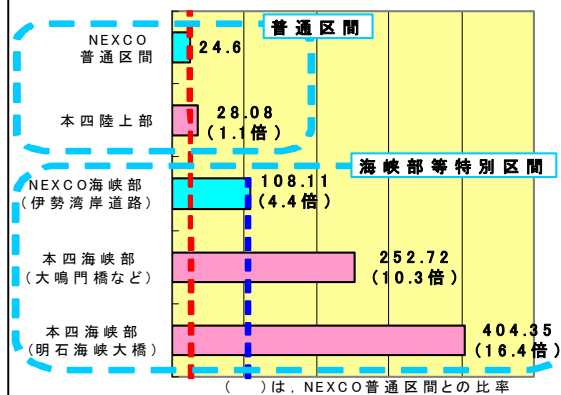 普通区間
NEXCO
普通区間
24.6
本四陸上部
28.08
(1.1倍)
海峡部等特別区間
NEXCO海峡部
(伊勢湾岸道路)
108.11
(4.4倍)
本四海峡部
(大鳴門橋など)
252.72
(10.3倍)
本四海峡部
(明石海峡大橋)
404.35
(16.4倍)
(　)は，NEXCO普通区間との比率